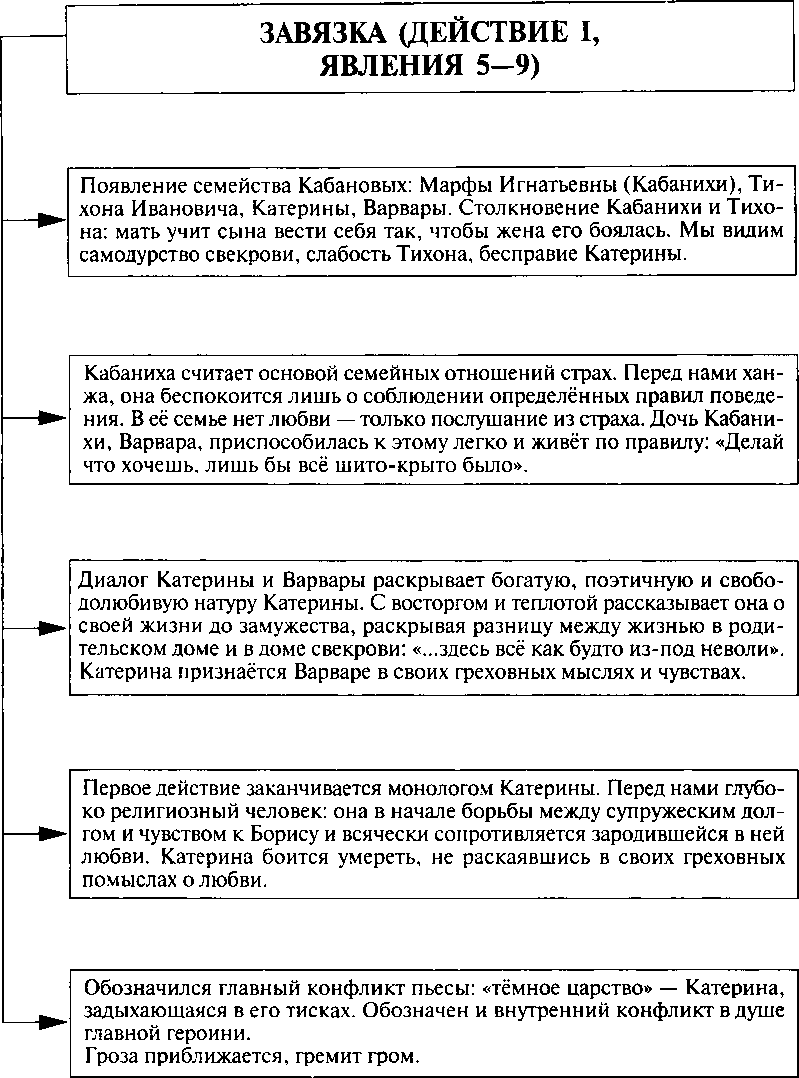 ЗАВЯЗКА (ДЕЙСТВИЕ I,
ЯВЛЕНИЯ 5—9)
Появление семейства Кабановых: Марфы Игнатьевны (Кабанихи), Ти-
хона Ивановича, Катерины, Варвары. Столкновение Кабанихи и Тихо-
на: мать учит сына вести себя так, чтобы жена его боялась. Мы видим
самодурство свекрови, слабость Тихона, бесправие Катерины.
Кабаниха считает основой семейных отношений страх. Перед нами хан-
жа, она беспокоится лишь о соблюдении определённых правил поведе-
ния. В её семье нет любви — только послушание из страха. Дочь Кабани-
хи, Варвара, приспособилась к этому легко и живёт по правилу: «Делай
что хочешь, лишь бы всё шито-крыто было».
Диалог Катерины и Варвары раскрывает богатую, поэтичную и свобо-
долюбивую натуру Катерины. С восторгом и теплотой рассказывает она о
своей жизни до замужества, раскрывая разницу между жизнью в роди-
тельском доме и в доме свекрови: «...здесь всё как будто из-под неволи».
Катерина признаётся Варваре в своих греховных мыслях и чувствах.
Первое действие заканчивается монологом Катерины. Перед нами глубо-
ко религиозный человек: она в начале борьбы между супружеским дол-
гом и чувством к Борису и всячески сопротивляется зародившейся в ней
любви. Катерина боится умереть, не раскаявшись в своих греховных
помыслах о любви.
Обозначился главный конфликт пьесы: «тёмное царство» — Катерина,
задыхающаяся в его тисках. Обозначен и внутренний конфликт в душе
главной героини.
Гроза приближается, гремит гром.